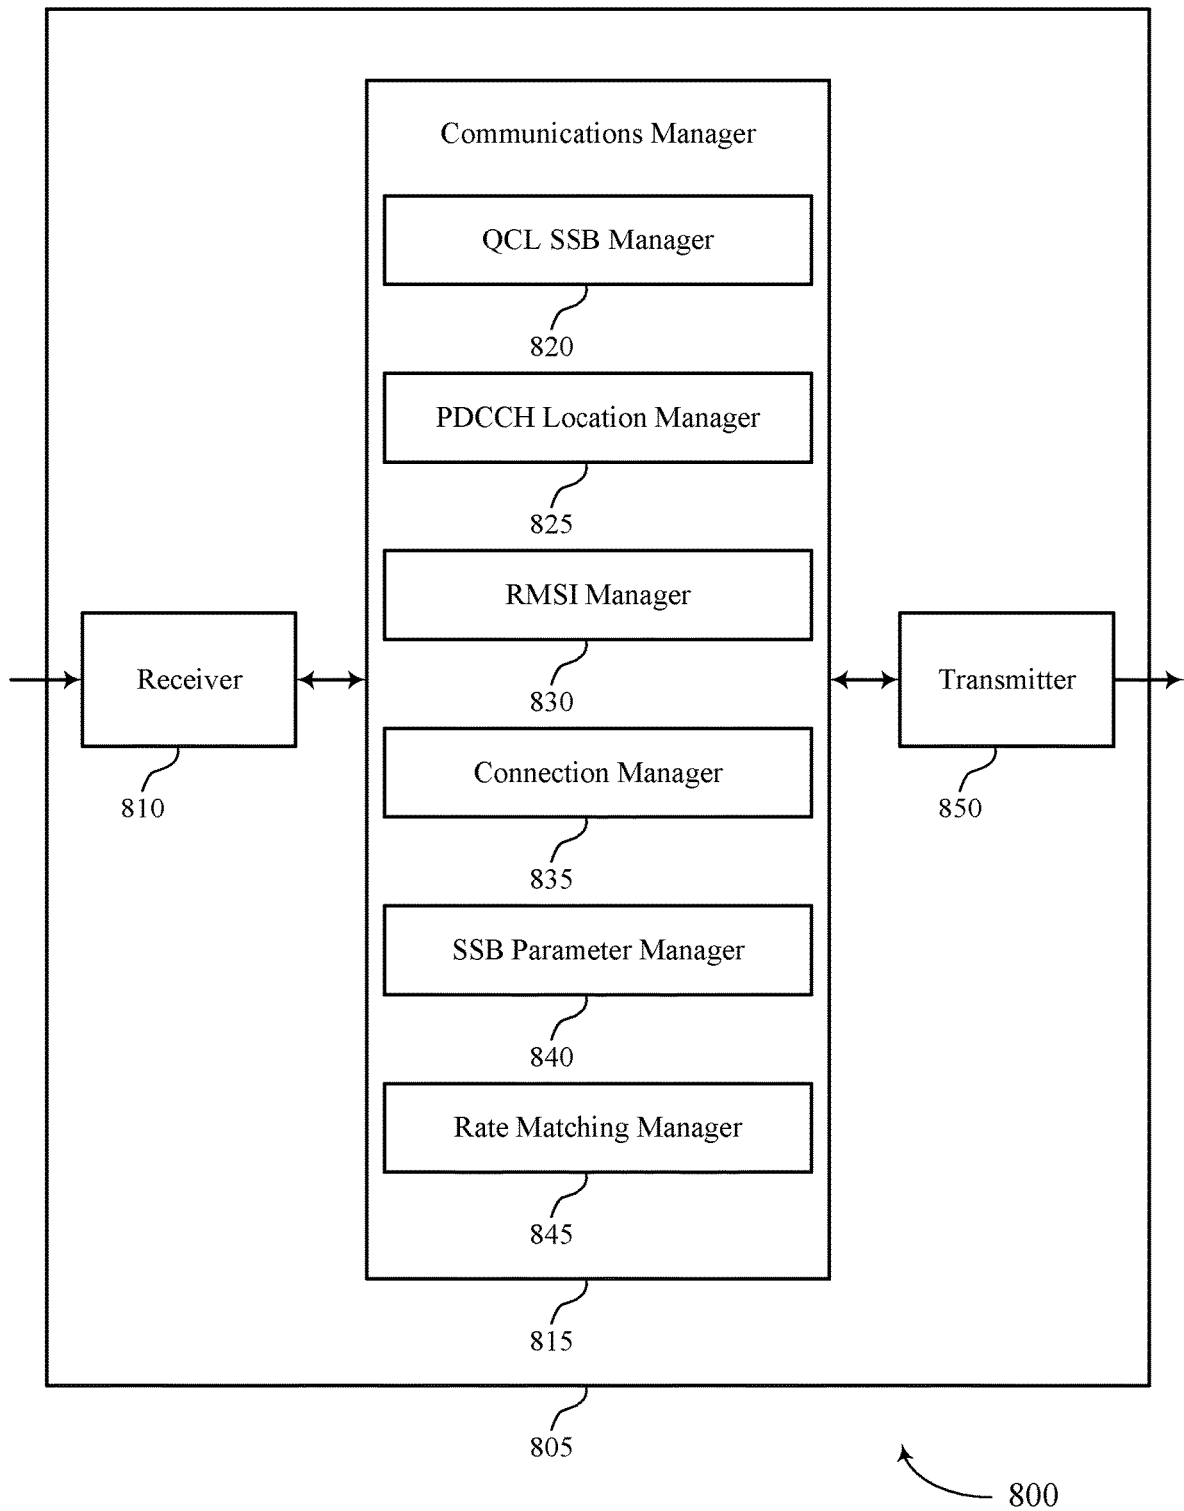 Communications Manager
QCL SSB Manager
820
PDCCH Location Manager
825
RMSI Manager
830
Receiver
810
Transmitter
850
Connection Manager
835
SSB Parameter Manager
840
Rate Matching Manager
845
815
805
800